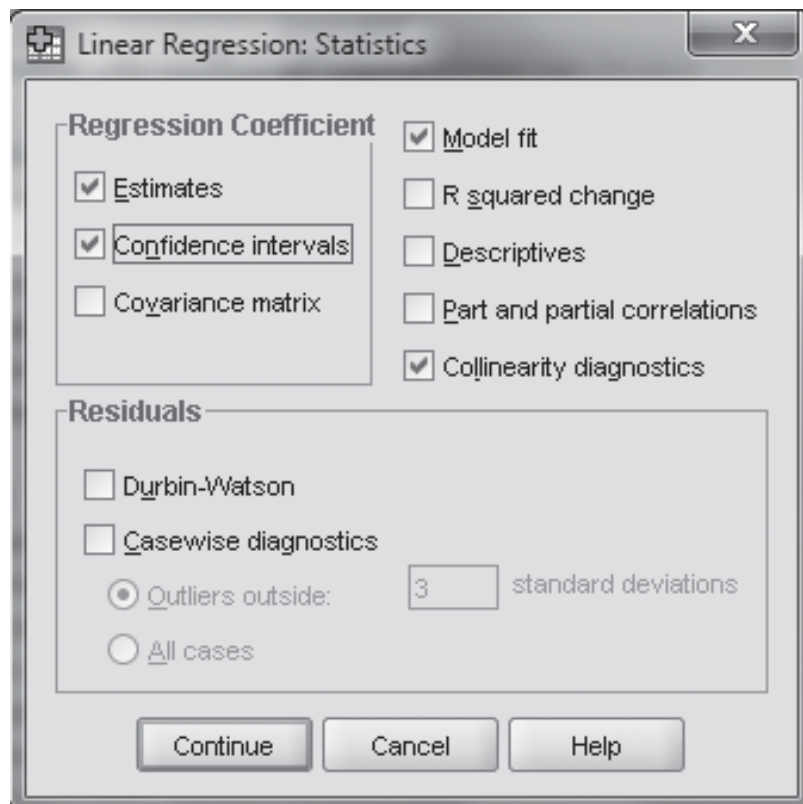 Linear Regression: Statistics
Regression Coefficient
Estimates
Confidence intervals
Covariance matrix
Model fit
R squared change
Descriptives
Part and partial correlations
Collinearity diagnostics
Residuals
Durbin-Watson
Casewise diagnostics
Outliers outside: 3 standard deviations
All cases
Continue Cancel Help